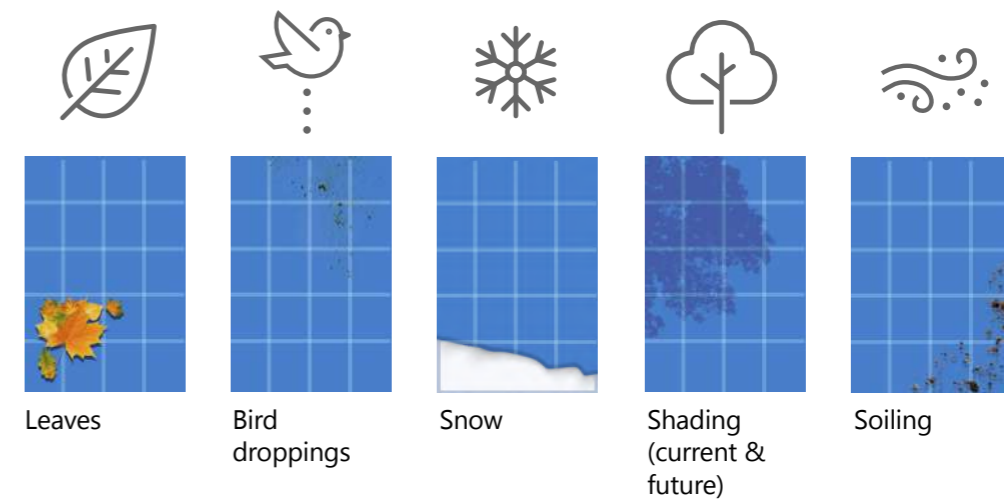 Leaves
Bird
droppings
Snow
Shading
(current &
future)
Soiling